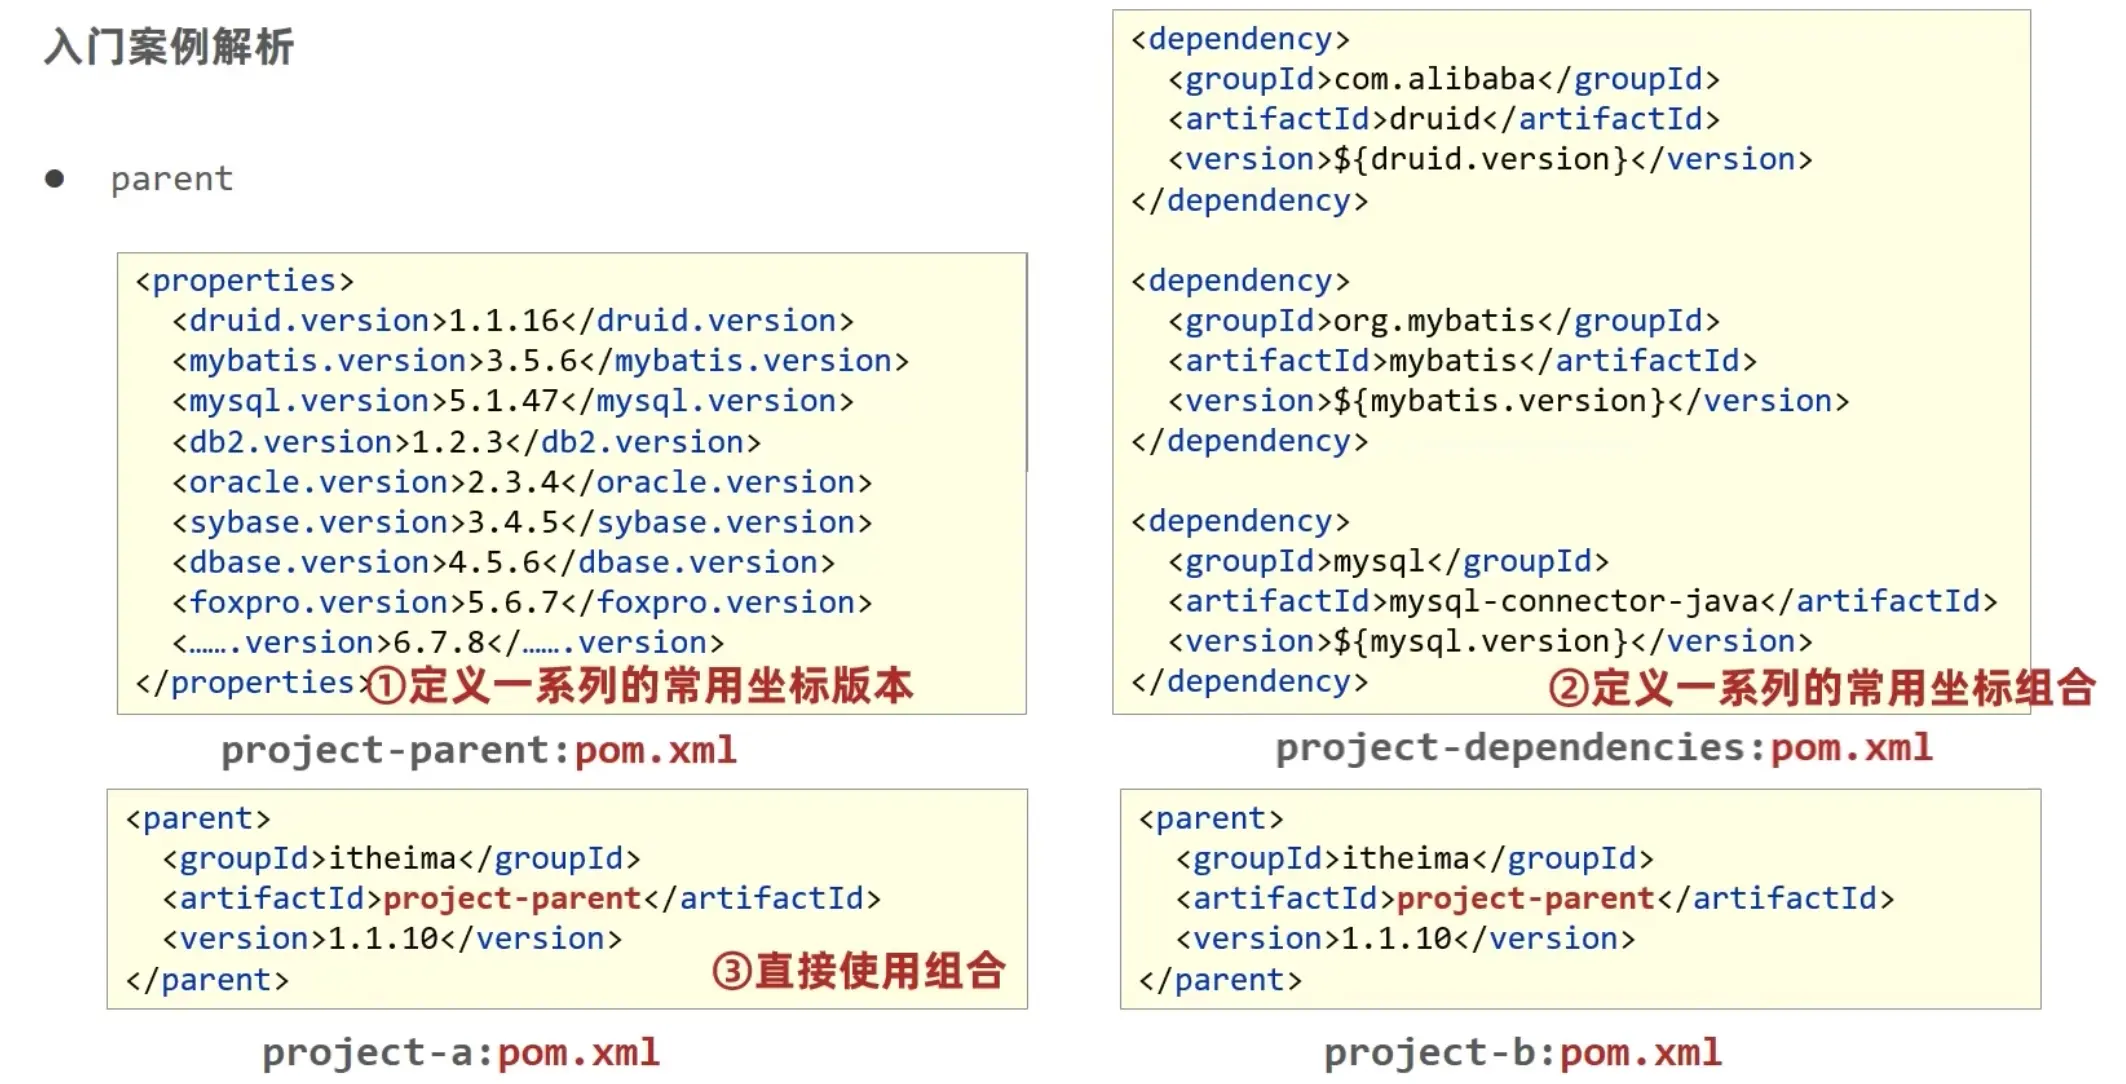 入门案例解析
● parent
<properties>
<druid.version>1.1.16</druid.version>
<mybatis.version>3.5.6</mybatis.version>
<mysql.version>5.1.47</mysql.version>
<db2.version>1.2.3</db2.version>
<oracle.version>2.3.4</oracle.version>
<sybase.version>3.4.5</sybase.version>
<dbase.version>4.5.6</dbase.version>
<foxpro.version>5.6.7</foxpro.version>
<…….version>6.7.8</…….version>
</properties>
①定义一系列的常用坐标版本
project-parent:pom.xml
<dependency>
<groupId>com.alibaba</groupId>
<artifactId>druid</artifactId>
<version>${druid.version}</version>
</dependency>
<dependency>
<groupId>org.mybatis</groupId>
<artifactId>mybatis</artifactId>
<version>${mybatis.version}</version>
</dependency>
<dependency>
<groupId>mysql</groupId>
<artifactId>mysql-connector-java</artifactId>
<version>${mysql.version}</version>
</dependency>
②定义一系列的常用坐标组合
project-dependencies:pom.xml
<parent>
<groupId>itheima</groupId>
<artifactId>project-parent</artifactId>
<version>1.1.10</version>
</parent>
③直接使用组合
project-a:pom.xml
<parent>
<groupId>itheima</groupId>
<artifactId>project-parent</artifactId>
<version>1.1.10</version>
</parent>
project-b:pom.xml